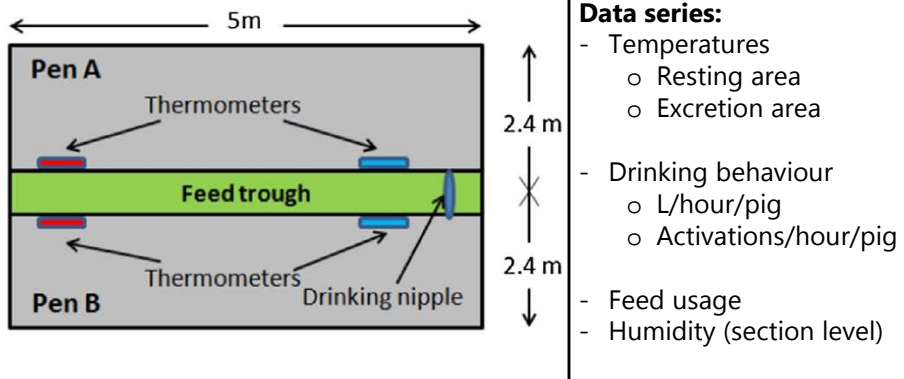 5m
Pen A
Thermometers
2.4 m
Feed trough
Thermometers
2.4 m
Drinking nipple
Pen B
Data series:
- Temperatures
o Resting area
o Excretion area
- Drinking behaviour
o L/hour/pig
o Activations/hour/pig
- Feed usage
- Humidity (section level)